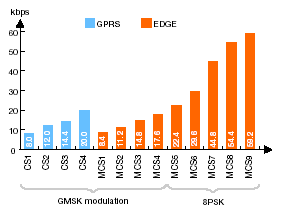 kbps
GPRS EDGE
60
50
40
30
20
10
0
8.0 12.0 14.4 20.0 8.4 11.2 14.8 17.6 22.4 29.6 44.8 54.4 59.2
CS1 CS2 CS3 CS4 MCS1 MCS2 MCS3 MCS4 MCS5 MCS6 MCS7 MCS8 MCS9
GMSK modulation 8PSK